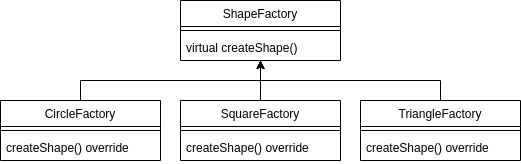 ShapeFactory
virtual createShape()
CircleFactory
SquareFactory
TriangleFactory
createShape() override
createShape() override
createShape() override